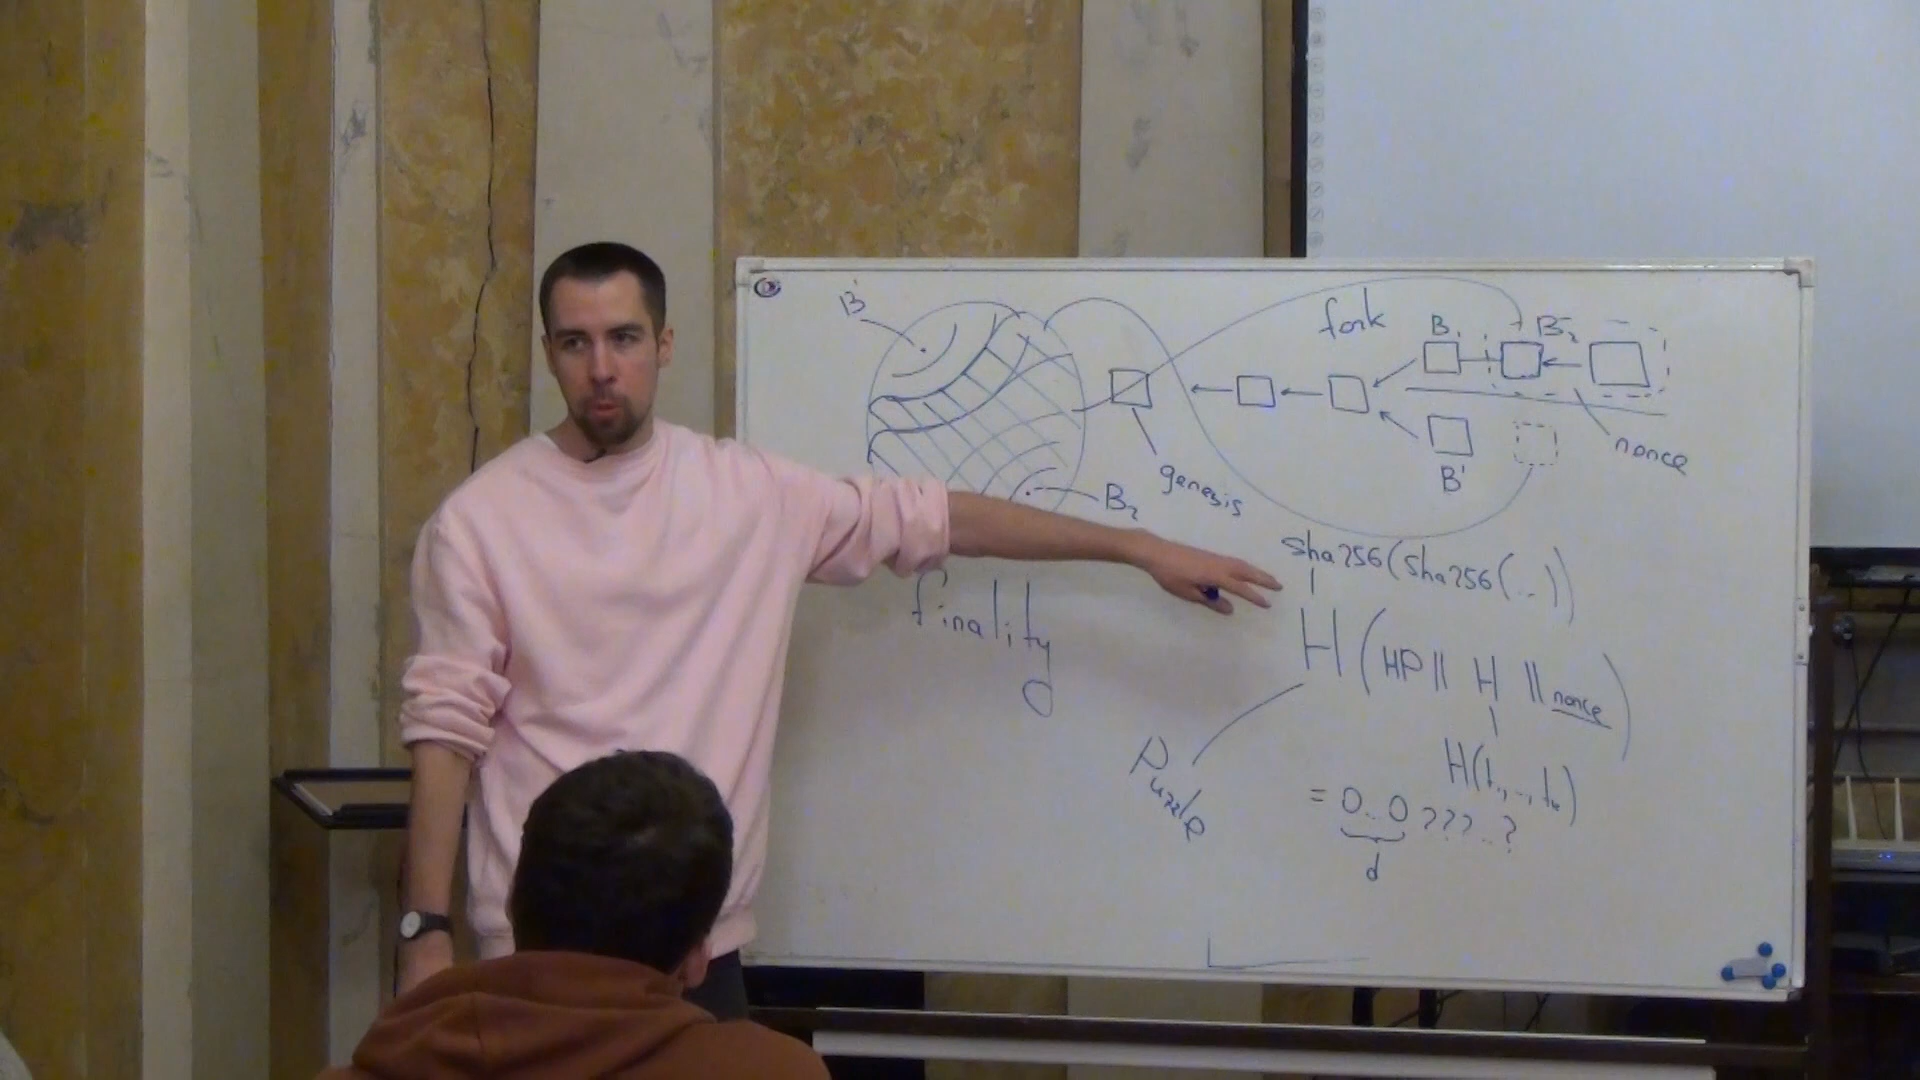 B'
fork
B₁
B₂
nonce
genesis
B'
B₂
Sha256(Sha256(..))
finality
H(HP || H || nonce)
Puzzle
H(t₁,..,tₖ)
= 0..0???..?
d